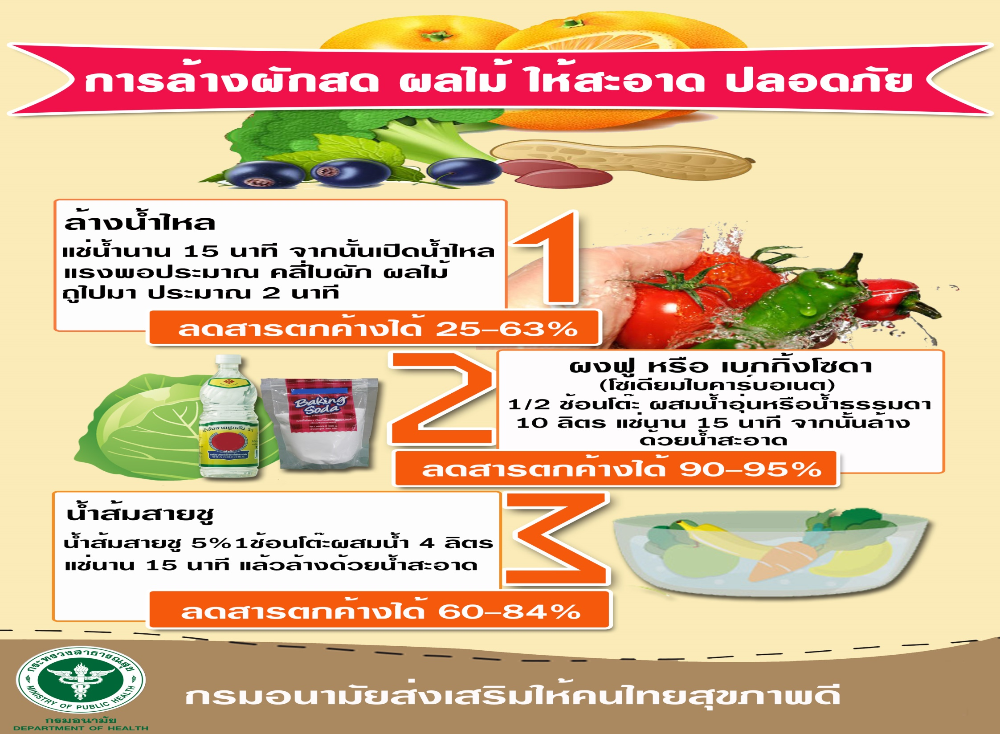 การล้างผักสด ผลไม้ ให้สะอาด ปลอดภัย
ล้างน้ำไหล
แช่น้ำนาน 15 นาที จากนั้นเปิดน้ำไหล
แรงพอประมาณ คลี่ใบผัก ผลไม้
ถูไปมา ประมาณ 2 นาที
1
ลดสารตกค้างได้ 25–63%
น้ำส้มสายชูกลั่น 5%
Baking
Soda
NET WEIGHT 300 g
2
ผงฟู หรือ เบกกิ้งโซดา
(โซเดียมไบคาร์บอเนต)
1/2 ช้อนโต๊ะ ผสมน้ำอุ่นหรือน้ำธรรมดา
10 ลิตร แช่นาน 15 นาที จากนั้นล้าง
ด้วยน้ำสะอาด
ลดสารตกค้างได้ 90–95%
น้ำส้มสายชู
น้ำส้มสายชู 5%1ช้อนโต๊ะผสมน้ำ 4 ลิตร
แช่นาน 15 นาที แล้วล้างด้วยน้ำสะอาด
3
ลดสารตกค้างได้ 60–84%
กระทรวงสาธารณสุข
MINISTRY OF PUBLIC HEALTH
กรมอนามัย
DEPARTMENT OF HEALTH
กรมอนามัยส่งเสริมให้คนไทยสุขภาพดี